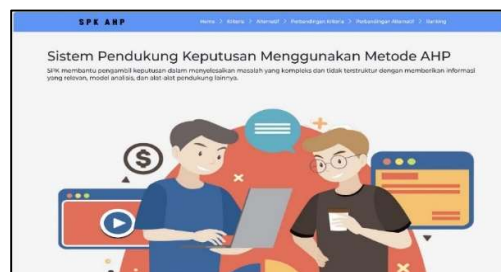 SPK AHP
Home > Kriteria > Alternatif > Perbandingan Kriteria > Perbandingan Alternatif > Ranking
Sistem Pendukung Keputusan Menggunakan Metode AHP
SPK membantu pengambil keputusan dalam menyelesaikan masalah yang kompleks dan tidak terstruktur dengan memberikan informasi
yang relevan, model analisis, dan alat-alat pendukung lainnya.
$